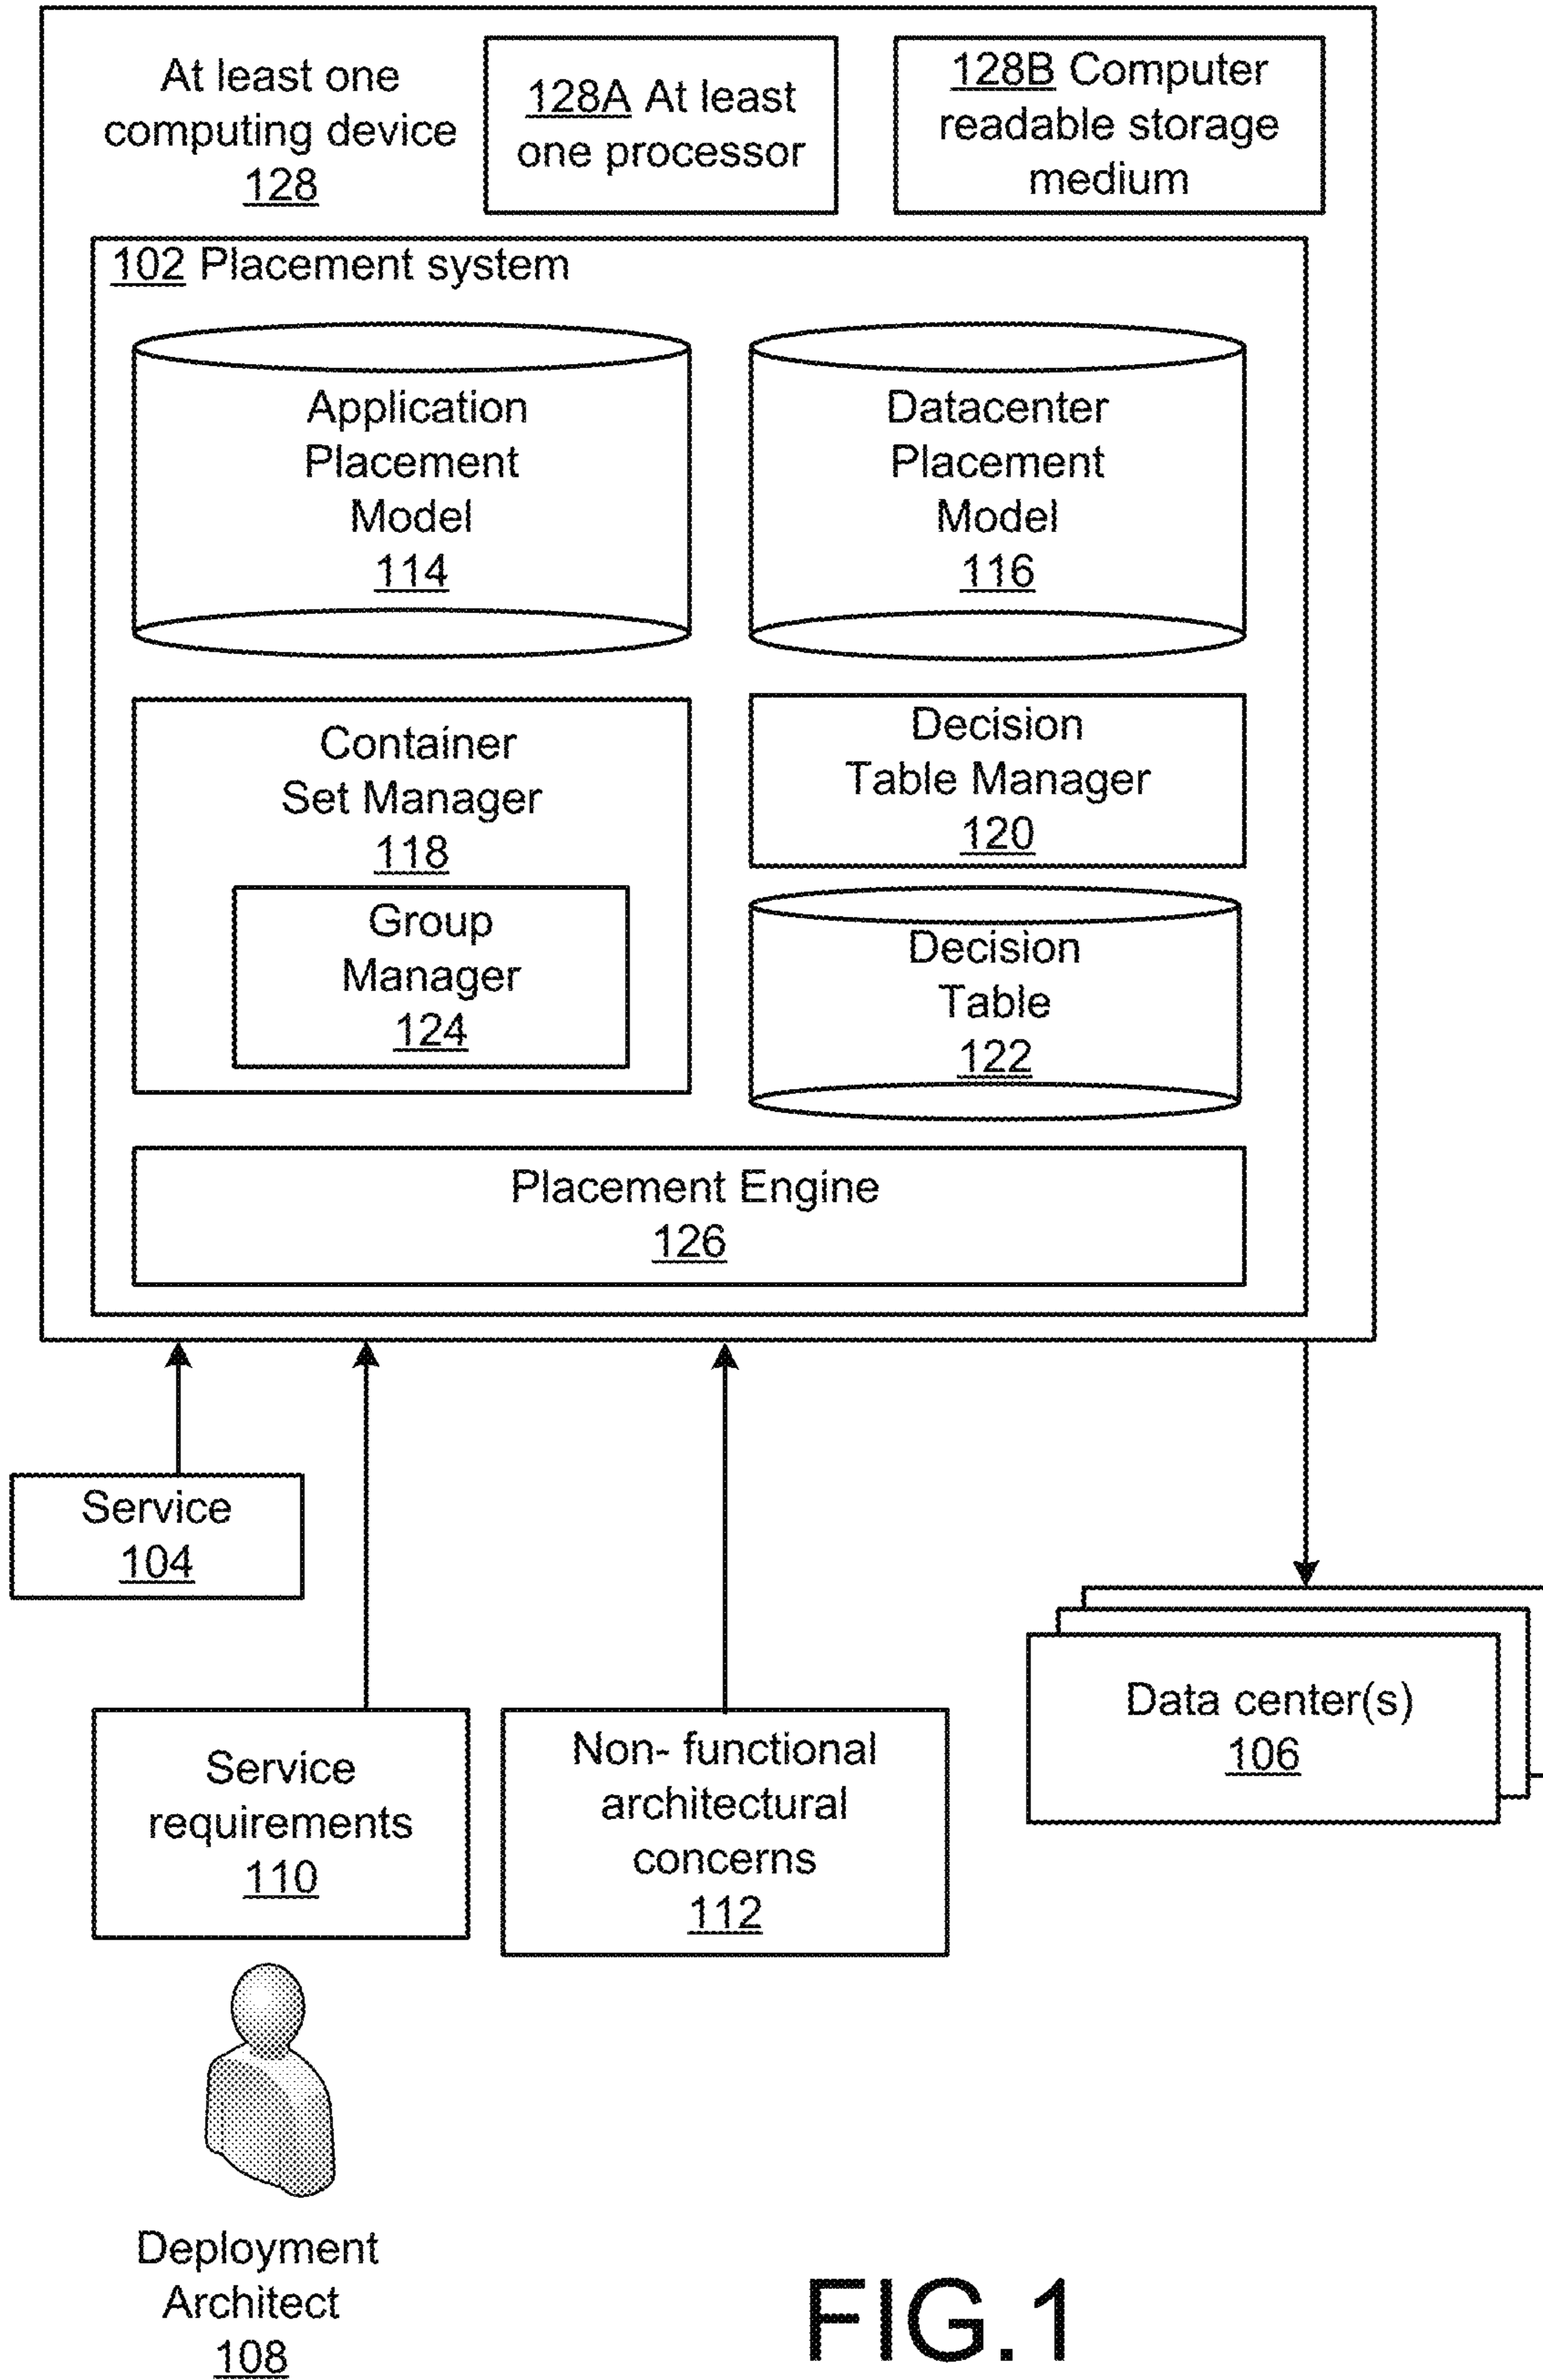 At least one
computing device
128
128A At least
one processor
128B Computer
readable storage
medium
102 Placement system
Application
Placement
Model
114
Datacenter
Placement
Model
116
Container
Set Manager
118
Group
Manager
124
Decision
Table Manager
120
Decision
Table
122
Placement Engine
126
Service
104
Service
requirements
110
Non- functional
architectural
concerns
112
Data center(s)
106
Deployment
Architect
108
FIG.1